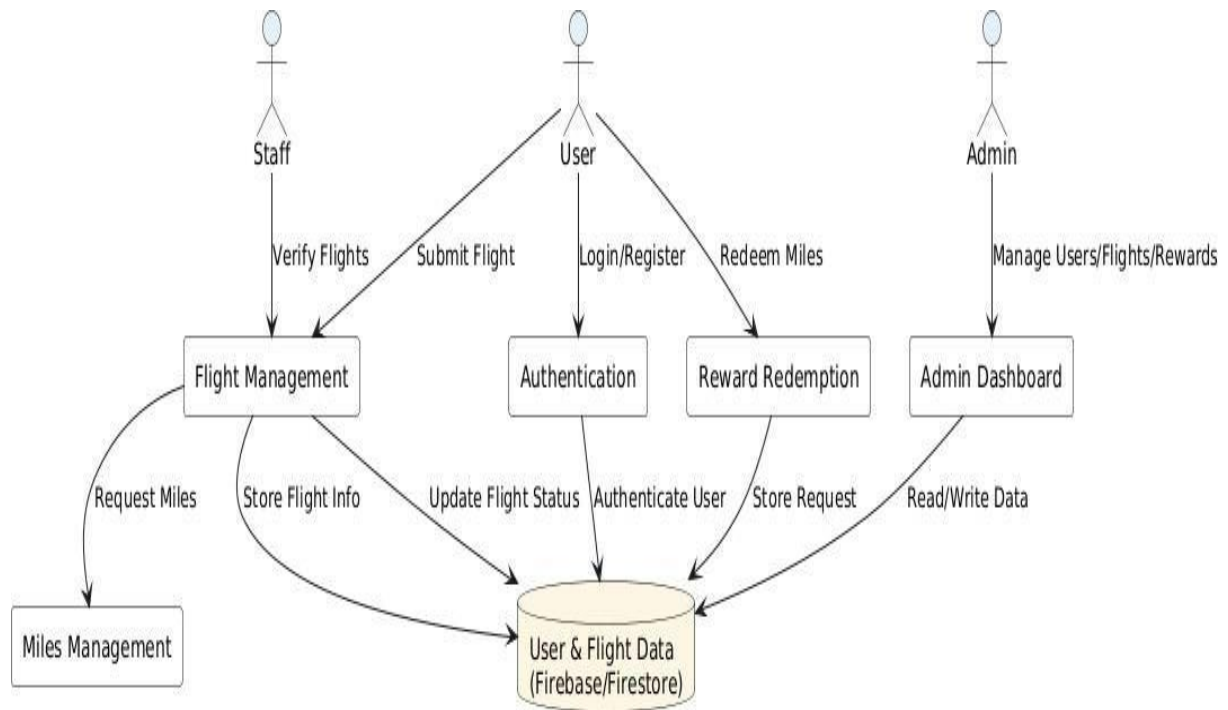 Staff
User
Admin
Verify Flights
Submit Flight
Login/Register
Redeem Miles
Manage Users/Flights/Rewards
Flight Management
Authentication
Reward Redemption
Admin Dashboard
Request Miles
Store Flight Info
Update Flight Status
Authenticate User
Store Request
Read/Write Data
Miles Management
User & Flight Data
(Firebase/Firestore)